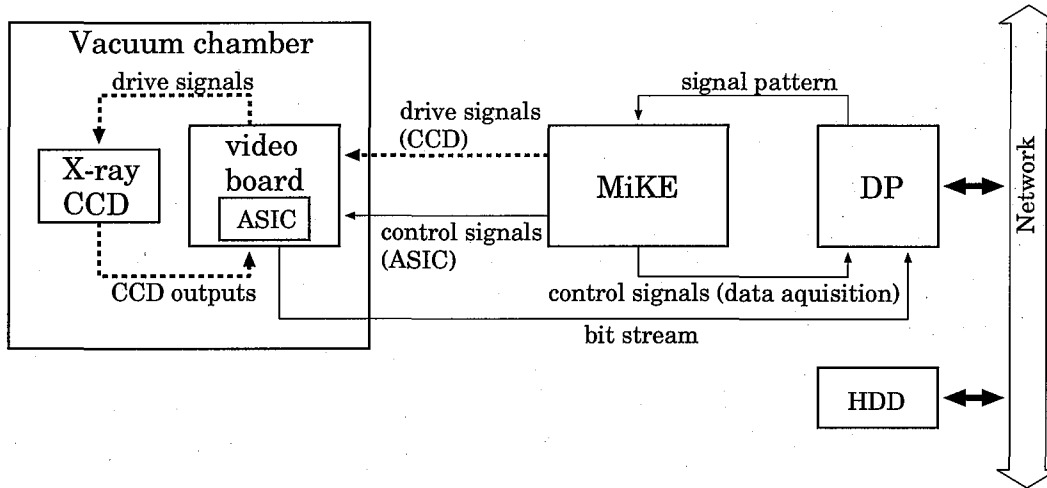 Vacuum chamber
drive signals
X-ray
CCD
video
board
ASIC
CCD outputs
drive signals
(CCD)
control signals
(ASIC)
signal pattern
MiKE
DP
control signals (data aquisition)
bit stream
HDD
Network